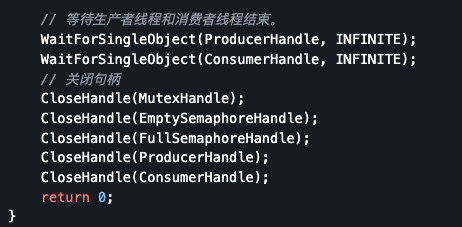 // 等待生产者线程和消费者线程结束。
WaitForSingleObject(ProducerHandle, INFINITE);
WaitForSingleObject(ConsumerHandle, INFINITE);
// 关闭句柄
CloseHandle(MutexHandle);
CloseHandle(EmptySemaphoreHandle);
CloseHandle(FullSemaphoreHandle);
CloseHandle(ProducerHandle);
CloseHandle(ConsumerHandle);
return 0;
}